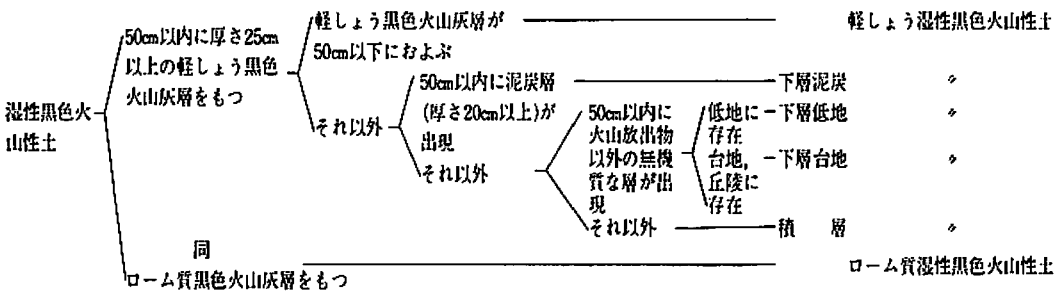 湿性黒色火
山性土
50cm以内に厚さ25cm
以上の軽しょう黒色
火山灰層をもつ
軽しょう黒色火山灰層が
50cm以下におよぶ
軽しょう湿性黒色火山性土
それ以外
50cm以内に泥炭層
(厚さ20cm以上)が
出現
下層泥炭 〃
それ以外
50cm以内に
火山放出物
以外の無機
質な層が出
現
低地に
存在
下層低地 〃
台地,
丘陵に
存在
下層台地 〃
それ以外
積 層 〃
同
ローム質黒色火山灰層をもつ
ローム質湿性黒色火山性土